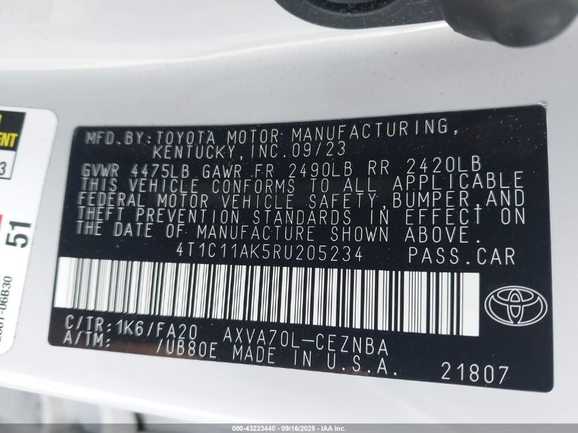 MFD.BY:TOYOTA MOTOR MANUFACTURING,
KENTUCKY,INC.09/23
GVWR 4475LB GAWR FR 2490LB RR 2420LB
THIS VEHICLE CONFORMS TO ALL APPLICABLE
FEDERAL MOTOR VEHICLE SAFETY,BUMPER,AND
THEFT PREVENTION STANDARDS IN EFFECT ON
THE DATE OF MANUFACTURE SHOWN ABOVE.
4T1C11AK5RU205234 PASS.CAR
C/TR:1K6/FA20 AXVA70L-CEZNBA
A/TM: /UB80E MADE IN U.S.A.
21807
51
000-43223440 - 09/16/2025 - IAA Inc.